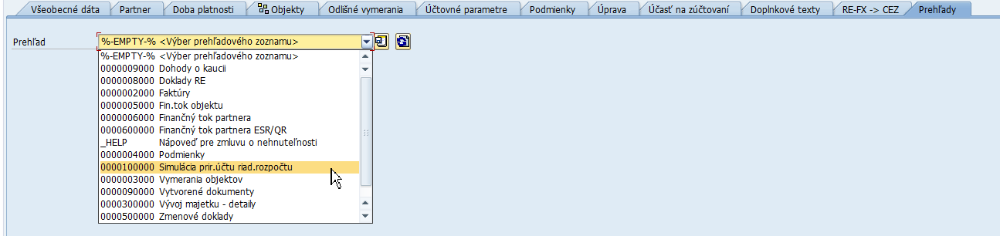 Všeobecné dáta Partner Doba platnosti Objekty Odlišné vymerania Účtovné parametre Podmienky Úprava Účasť na zúčtovaní Doplnkové texty RE-FX -> CEZ Prehľady
Prehľad %-EMPTY-% <Výber prehľadového zoznamu>
%-EMPTY-% <Výber prehľadového zoznamu>
0000009000 Dohody o kaucii
0000008000 Doklady RE
0000002000 Faktúry
0000005000 Fin.tok objektu
0000006000 Finančný tok partnera
0000600000 Finančný tok partnera ESR/QR
_HELP Nápoveď pre zmluvu o nehnuteľnosti
0000004000 Podmienky
0000100000 Simulácia prir.účtu riad.rozpočtu
0000003000 Vymerania objektov
0000090000 Vytvorené dokumenty
0000300000 Vývoj majetku - detaily
0000500000 Zmenové doklady